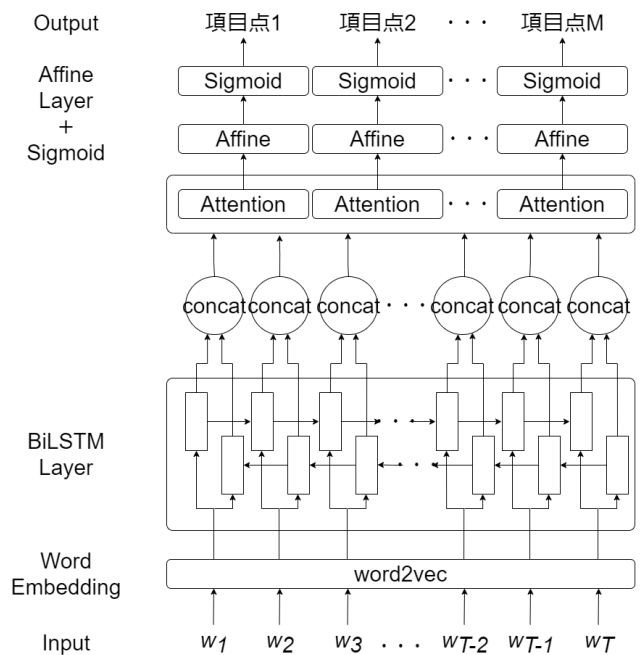 Output 項目点1 項目点2 ・・・ 項目点M
Affine Layer + Sigmoid
Sigmoid Sigmoid ・・・ Sigmoid
Affine Affine ・・・ Affine
Attention Attention ・・・ Attention
concat concat concat ・・・ concat concat concat
BiLSTM Layer
・・・
・・・
Word Embedding
word2vec
Input w1 w2 w3 ・・・ wT-2 wT-1 wT